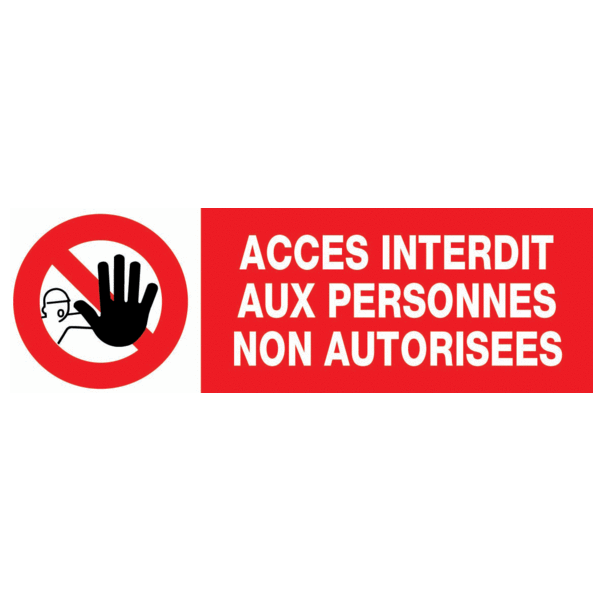 ACCES INTERDIT
AUX PERSONNES
NON AUTORISEES